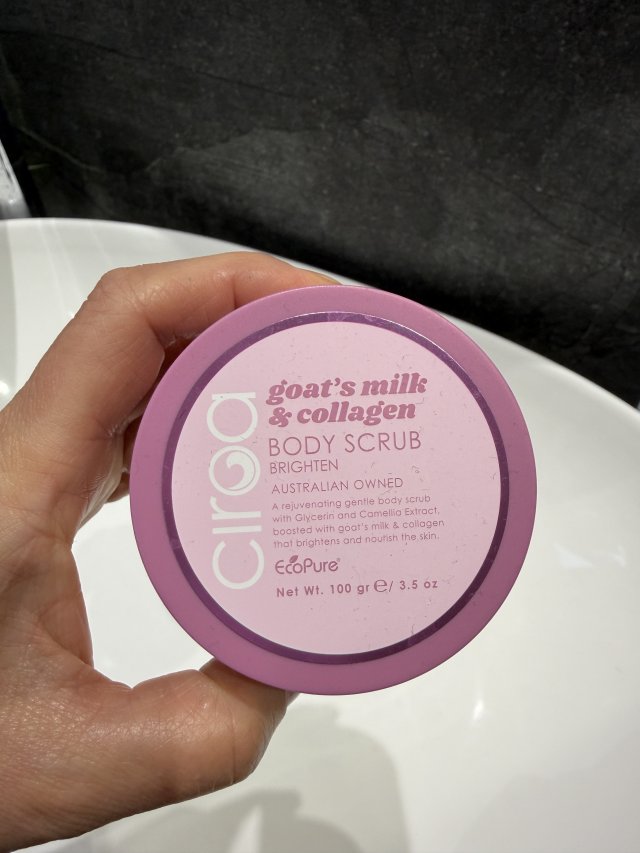 ciroa
goat's milk
& collagen
BODY SCRUB
BRIGHTEN
AUSTRALIAN OWNED
A rejuvenating gentle body scrub
with Glycerin and Camellia Extract,
boosted with goat's milk & collagen
that brightens and nourish the skin.
EcoPure®
Net Wt. 100 gr ℮/ 3.5 oz